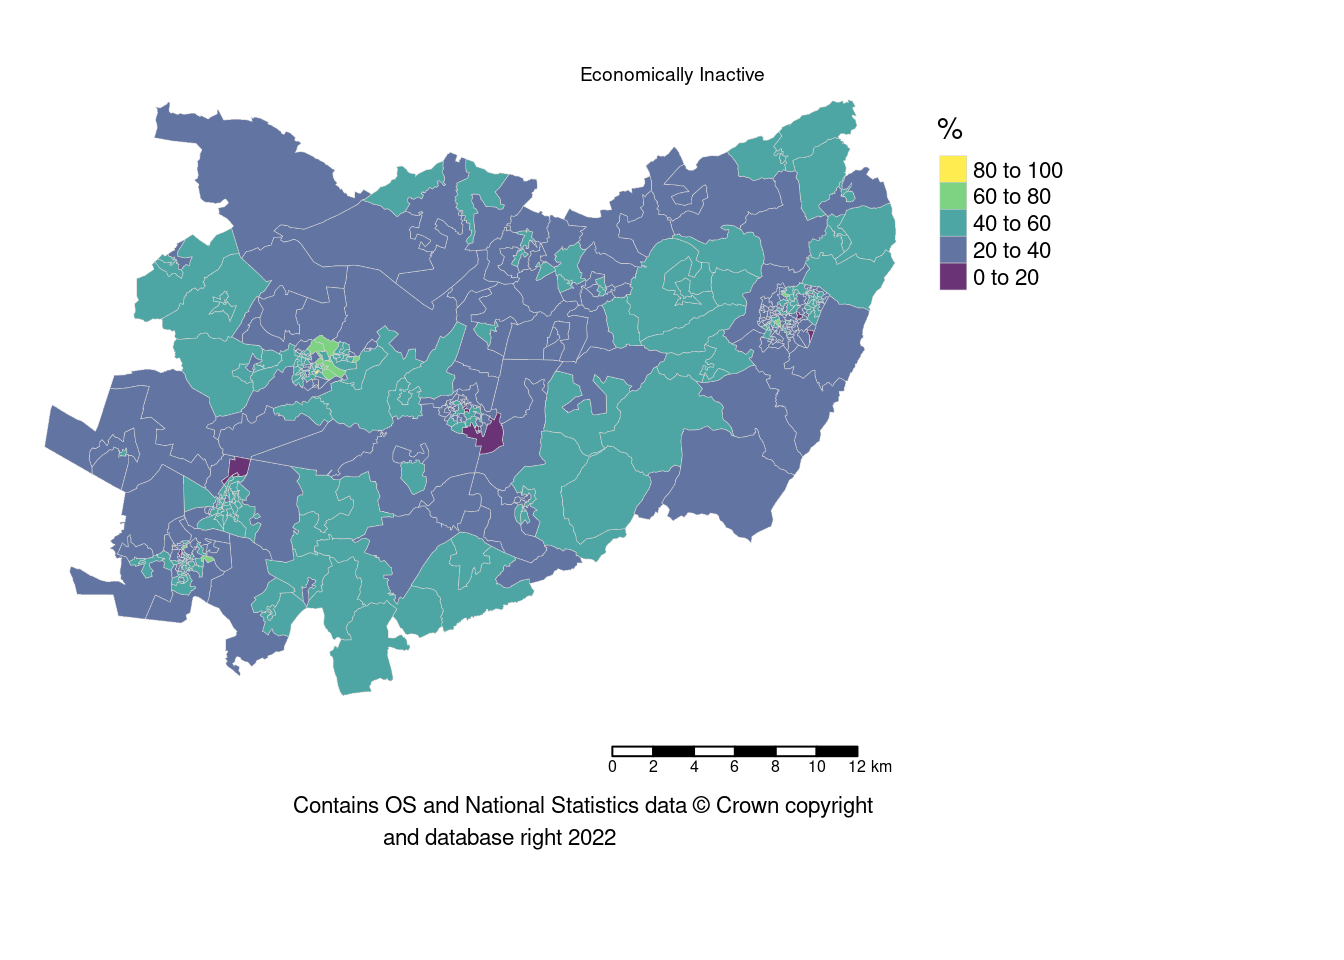 Economically Inactive
%
80 to 100
60 to 80
40 to 60
20 to 40
0 to 20
0 2 4 6 8 10 12 km
Contains OS and National Statistics data © Crown copyright
and database right 2022